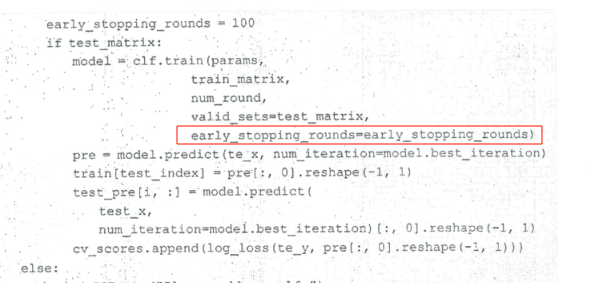 early_stopping_rounds = 100
if test_matrix:
model = clf.train(params,
train_matrix,
num_round,
valid_sets=test_matrix,
early_stopping_rounds=early_stopping_rounds)
pre = model.predict(te_x, num_iteration=model.best_iteration)
train[test_index] = pre[:, 0].reshape(-1, 1)
test_pre[i, :] = model.predict(
test_x,
num_iteration=model.best_iteration)[:, 0].reshape(-1, 1)
cv_scores.append(log_loss(te_y, pre[:, 0].reshape(-1, 1)))
else: